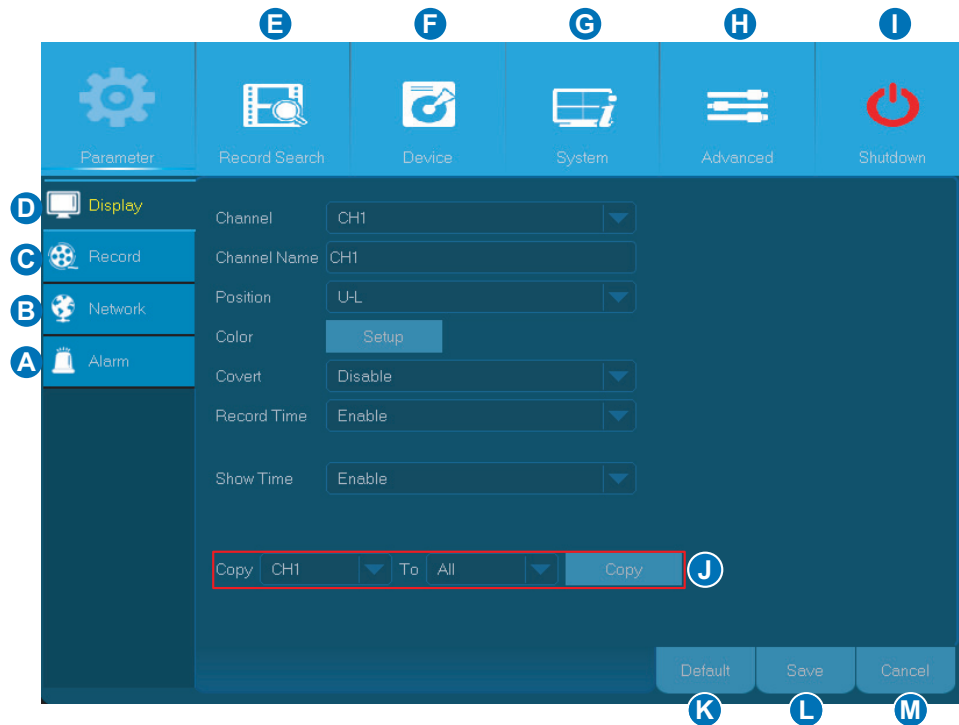 E F G H I
Parameter Record Search Device System Advanced Shutdown
D Display
C Record
B Network
A Alarm
Channel CH1
Channel Name CH1
Position U-L
Color Setup
Covert Disable
Record Time Enable
Show Time Enable
Copy CH1 To All Copy J
Default Save Cancel
K L M